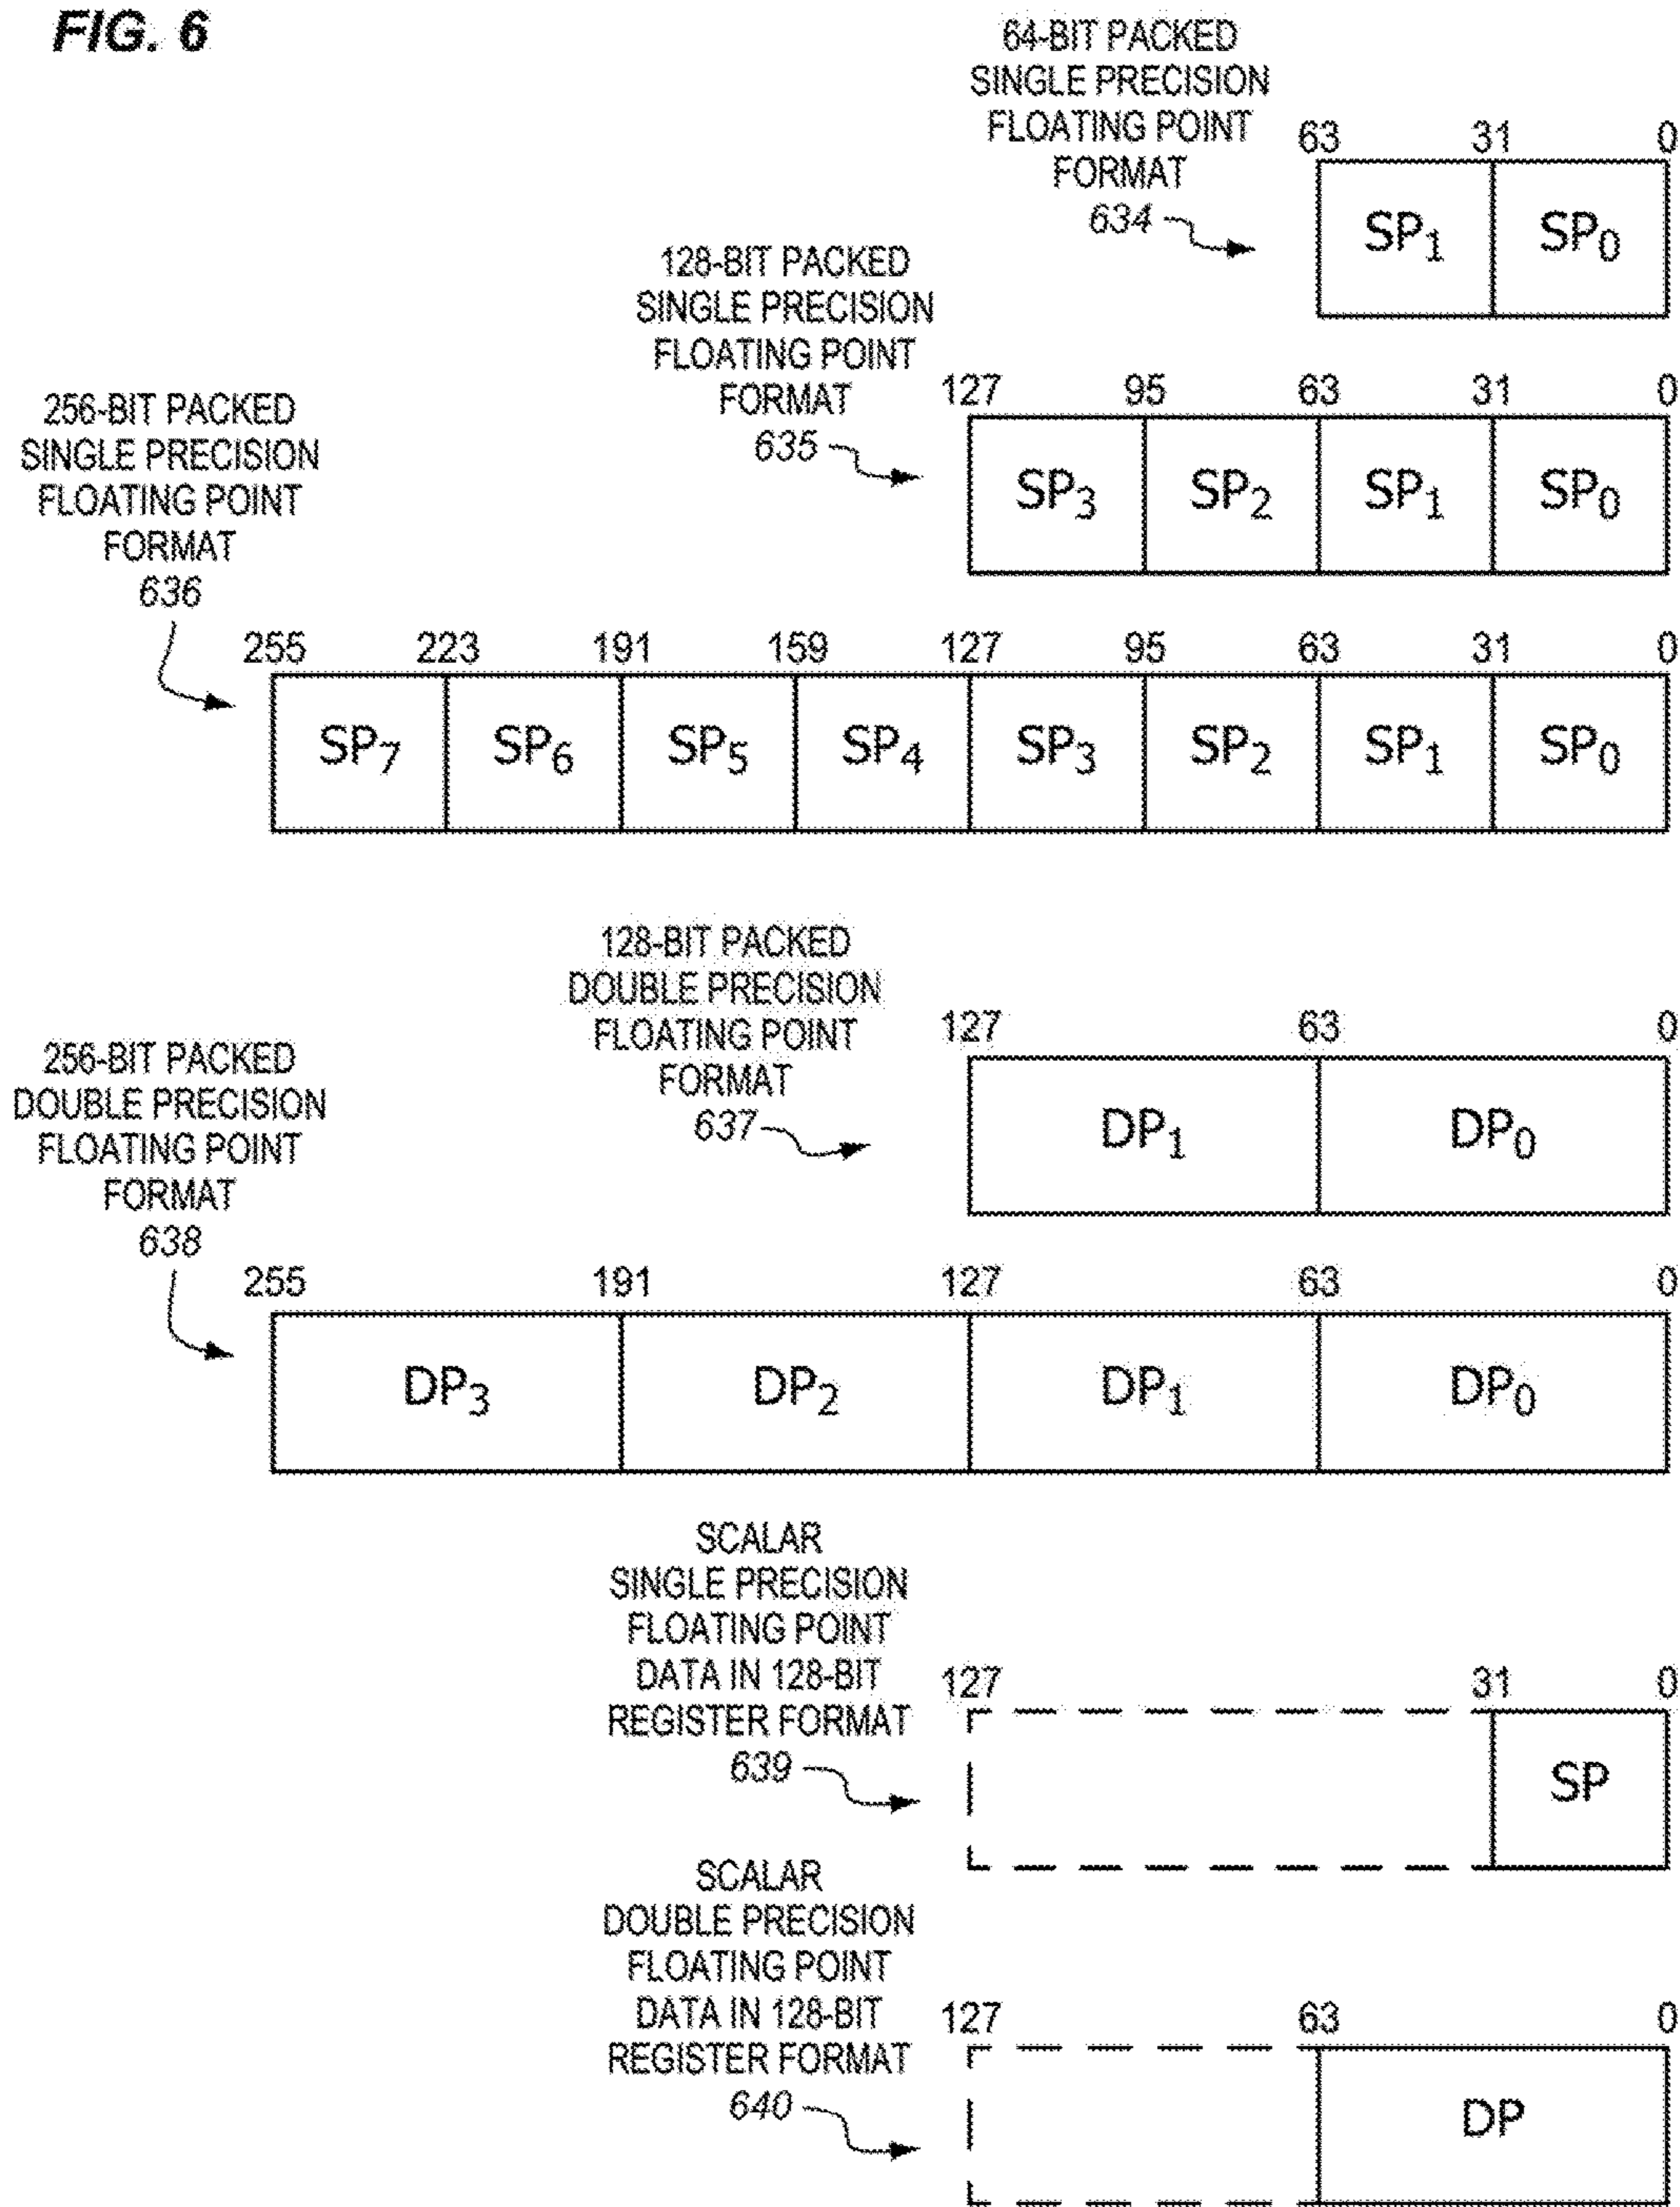 FIG. 6
64-BIT PACKED
SINGLE PRECISION
FLOATING POINT
FORMAT
634
63 31 0
SP1 SP0
128-BIT PACKED
SINGLE PRECISION
FLOATING POINT
FORMAT
635
127 95 63 31 0
SP3 SP2 SP1 SP0
256-BIT PACKED
SINGLE PRECISION
FLOATING POINT
FORMAT
636
255 223 191 159 127 95 63 31 0
SP7 SP6 SP5 SP4 SP3 SP2 SP1 SP0
128-BIT PACKED
DOUBLE PRECISION
FLOATING POINT
FORMAT
637
127 63 0
DP1 DP0
256-BIT PACKED
DOUBLE PRECISION
FLOATING POINT
FORMAT
638
255 191 127 63 0
DP3 DP2 DP1 DP0
SCALAR
SINGLE PRECISION
FLOATING POINT
DATA IN 128-BIT
REGISTER FORMAT
639
127 31 0
SP
SCALAR
DOUBLE PRECISION
FLOATING POINT
DATA IN 128-BIT
REGISTER FORMAT
640
127 63 0
DP